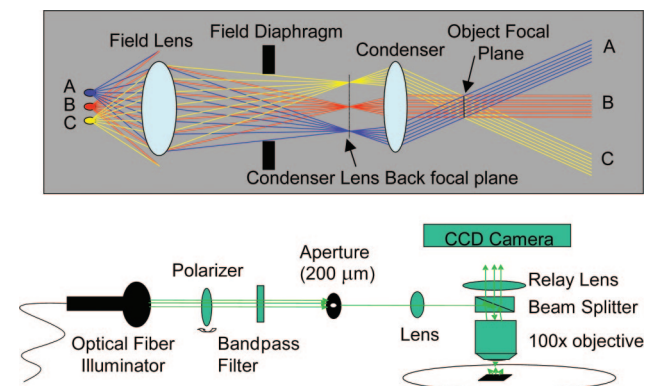 Field Lens
Field Diaphragm
Condenser
Object Focal
Plane
A
B
C
A
B
C
Condenser Lens Back focal plane
CCD Camera
Aperture
(200 μm)
Polarizer
Relay Lens
Beam Splitter
Lens
100x objective
Optical Fiber
Illuminator
Bandpass
Filter